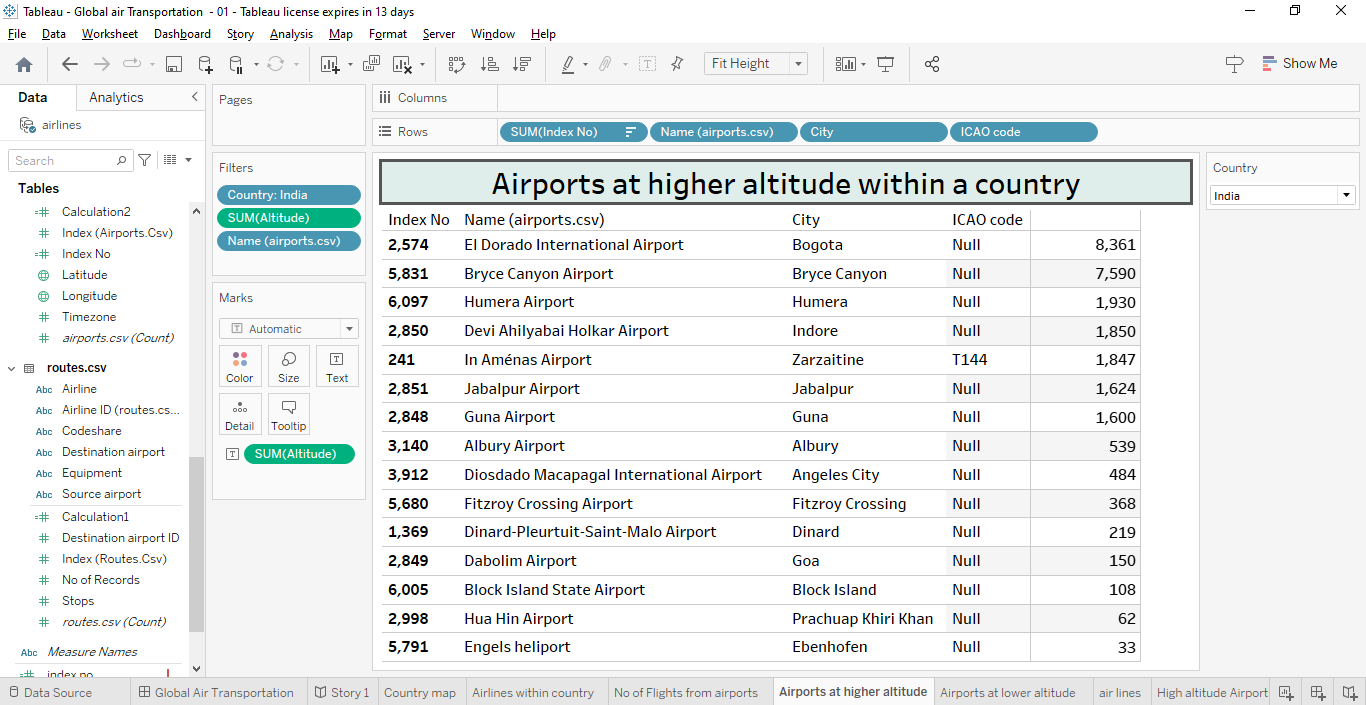 Tableau - Global air Transportation - 01 - Tableau license expires in 13 days
File Data Worksheet Dashboard Story Analysis Map Format Server Window Help
Fit Height
Show Me
Data Analytics
airlines
Search
Tables
Calculation2
Index (Airports.Csv)
Index No
Latitude
Longitude
Timezone
airports.csv (Count)
routes.csv
Abc Airline
Abc Airline ID (routes.cs...
Abc Codeshare
Abc Destination airport
Abc Equipment
Abc Source airport
Calculation1
Destination airport ID
Index (Routes.Csv)
No of Records
Stops
routes.csv (Count)
Abc Measure Names
index no
Pages
Filters
Country: India
SUM(Altitude)
Name (airports.csv)
Marks
Automatic
Color Size Text
Detail Tooltip
SUM(Altitude)
Columns
Rows SUM(Index No) Name (airports.csv) City ICAO code
Airports at higher altitude within a country
Index No Name (airports.csv) City ICAO code
2,574 El Dorado International Airport Bogota Null 8,361
5,831 Bryce Canyon Airport Bryce Canyon Null 7,590
6,097 Humera Airport Humera Null 1,930
2,850 Devi Ahilyabai Holkar Airport Indore Null 1,850
241 In Aménas Airport Zarzaitine T144 1,847
2,851 Jabalpur Airport Jabalpur Null 1,624
2,848 Guna Airport Guna Null 1,600
3,140 Albury Airport Albury Null 539
3,912 Diosdado Macapagal International Airport Angeles City Null 484
5,680 Fitzroy Crossing Airport Fitzroy Crossing Null 368
1,369 Dinard-Pleurtuit-Saint-Malo Airport Dinard Null 219
2,849 Dabolim Airport Goa Null 150
6,005 Block Island State Airport Block Island Null 108
2,998 Hua Hin Airport Prachuap Khiri Khan Null 62
5,791 Engels heliport Ebenhofen Null 33
Country
India
Data Source Global Air Transportation Story 1 Country map Airlines within country No of Flights from airports Airports at higher altitude Airports at lower altitude air lines High altitude Airport